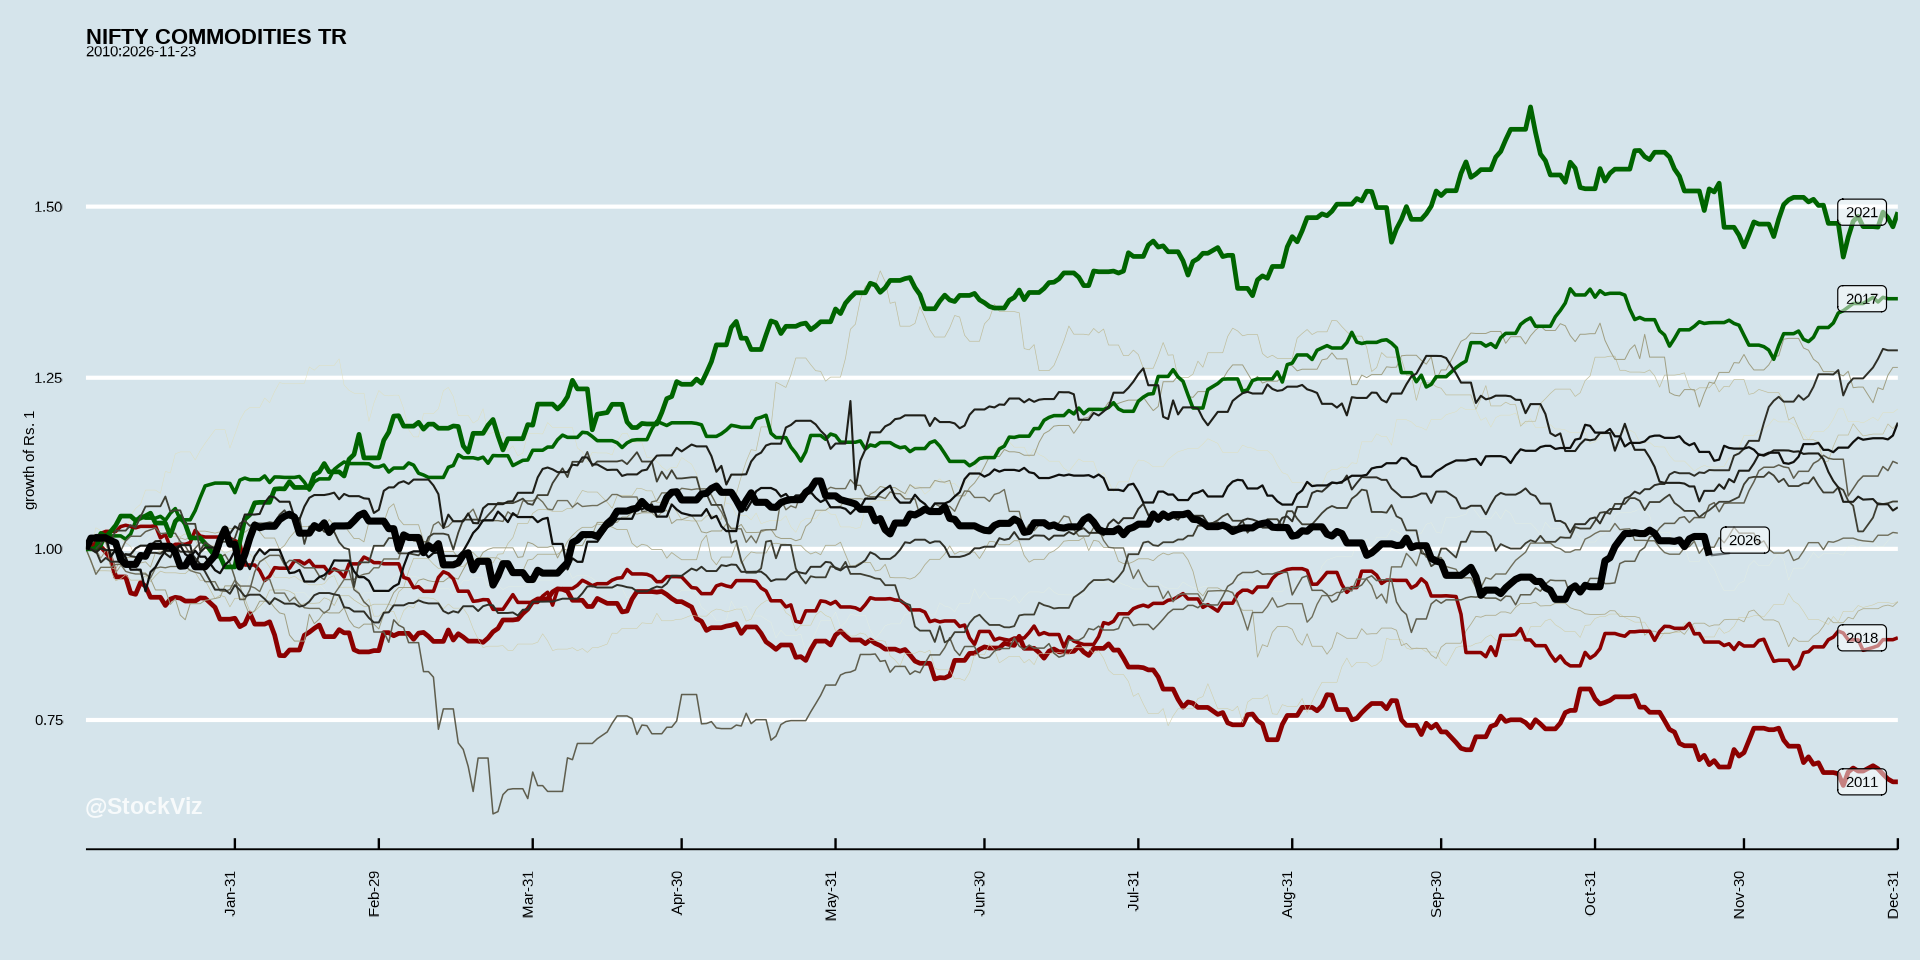 NIFTY COMMODITIES TR
2010:2026-11-23
1.50
1.25
1.00
0.75
growth of Rs. 1
2021
2017
2026
2018
2011
@StockViz
Jan-31
Feb-29
Mar-31
Apr-30
May-31
Jun-30
Jul-31
Aug-31
Sep-30
Oct-31
Nov-30
Dec-31